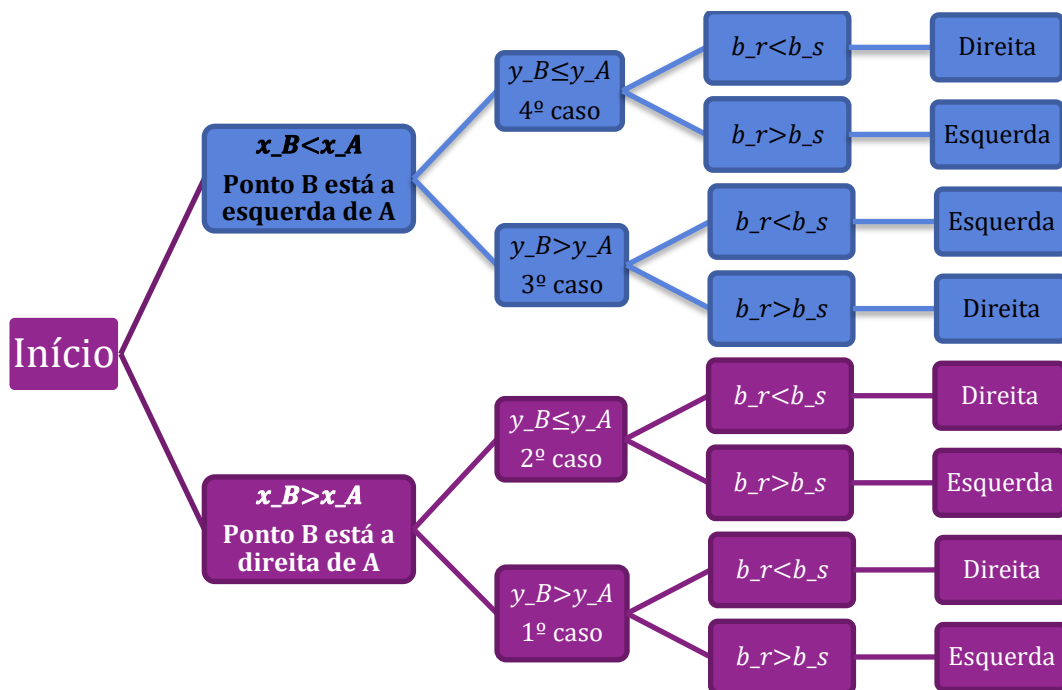 Início
x_B<x_A
Ponto B está a
esquerda de A
y_B≤y_A
4º caso
b_r<b_s
Direita
b_r>b_s
Esquerda
y_B>y_A
3º caso
b_r<b_s
Esquerda
b_r>b_s
Direita
x_B>x_A
Ponto B está a
direita de A
y_B≤y_A
2º caso
b_r<b_s
Direita
b_r>b_s
Esquerda
y_B>y_A
1º caso
b_r<b_s
Direita
b_r>b_s
Esquerda